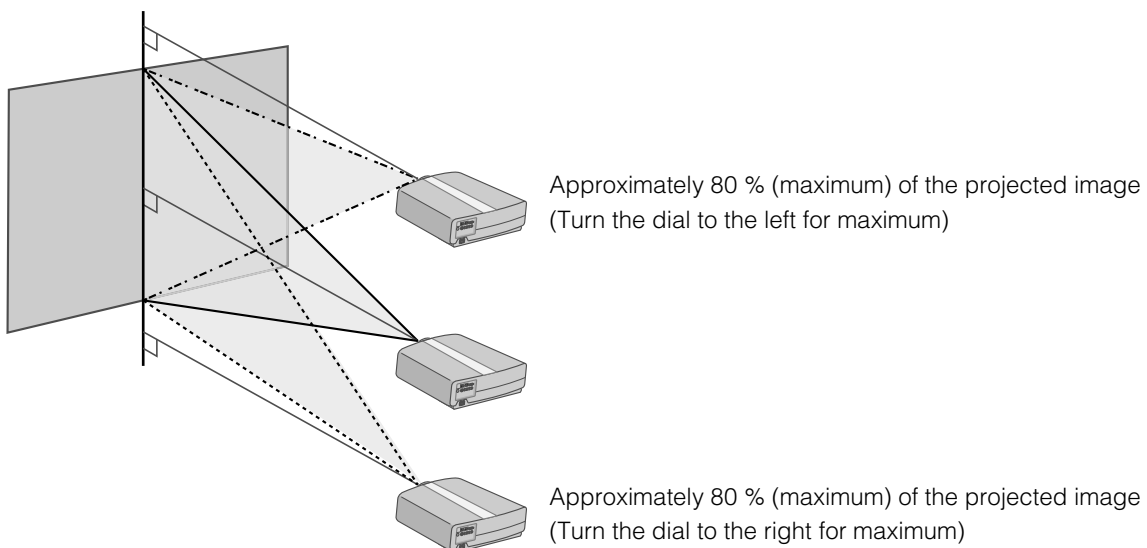 Approximately 80 % (maximum) of the projected image
(Turn the dial to the left for maximum)
Approximately 80 % (maximum) of the projected image
(Turn the dial to the right for maximum)